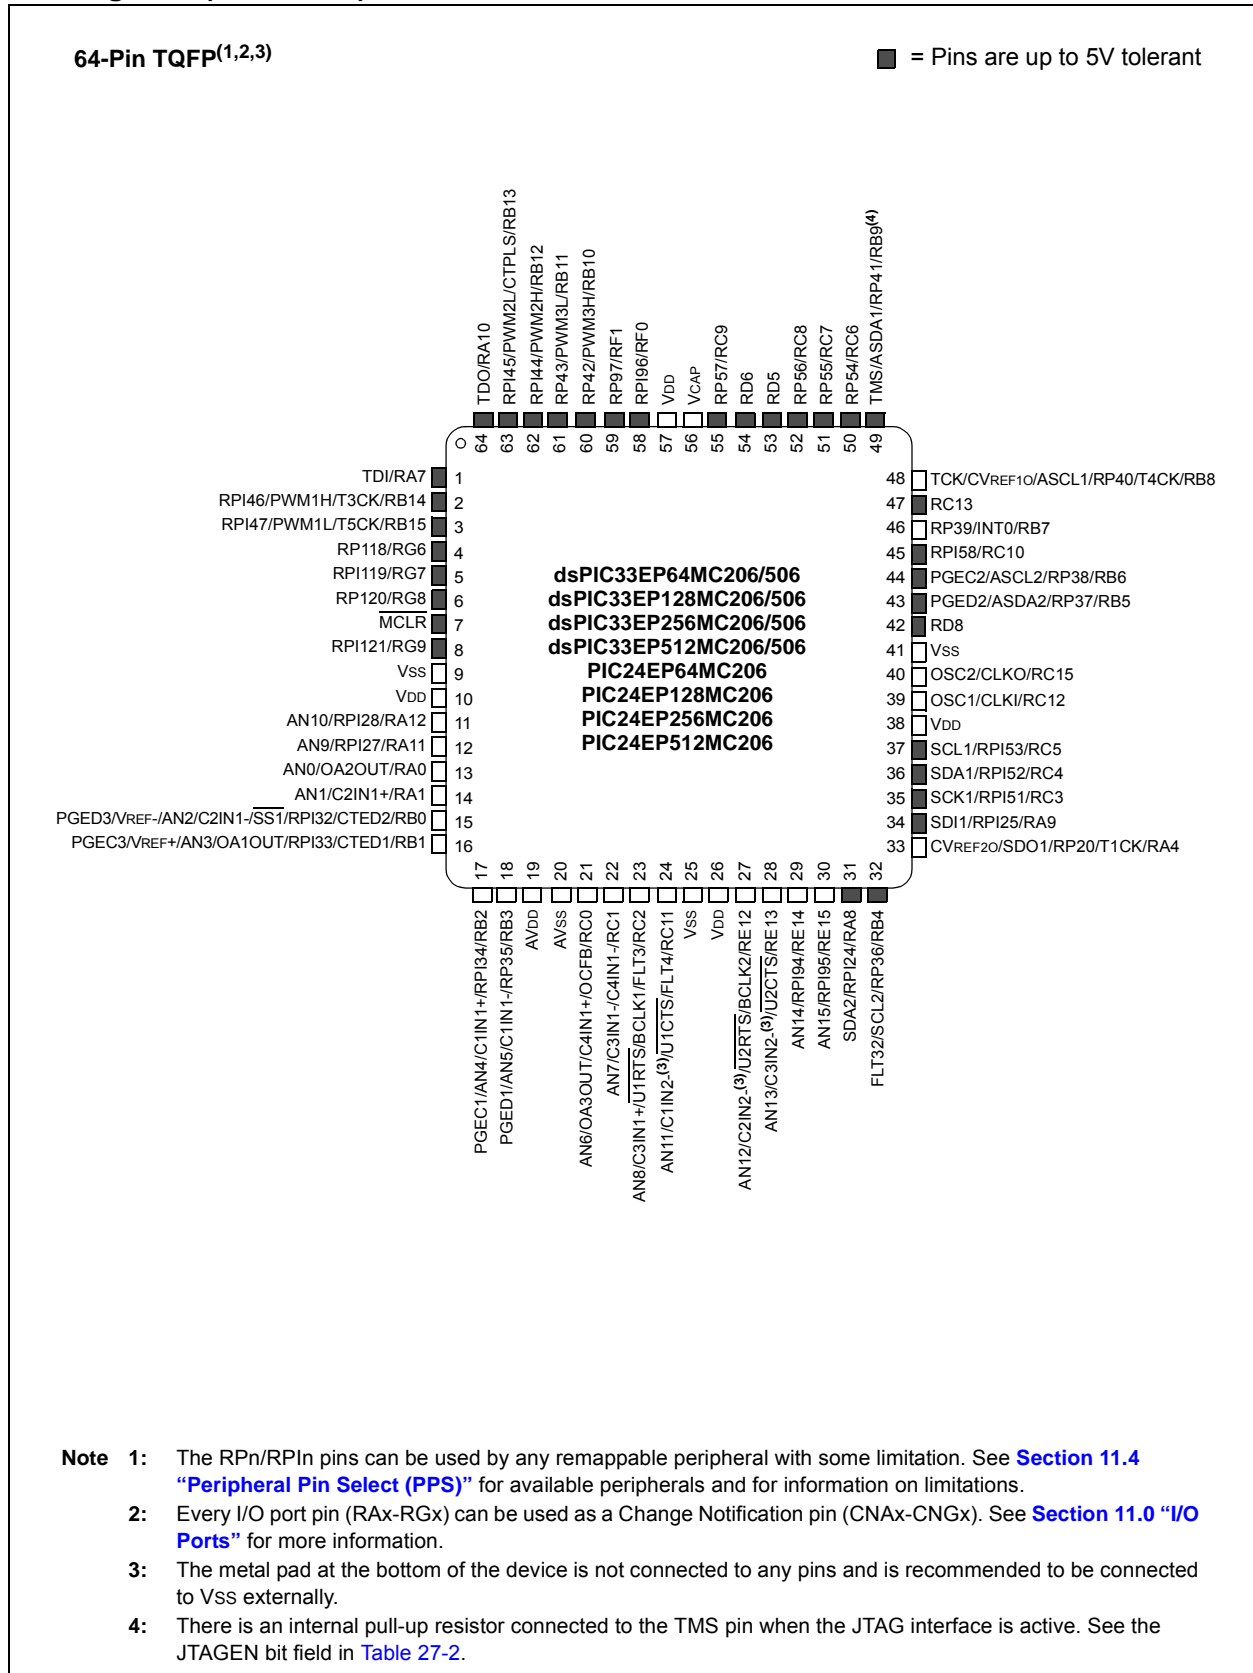 64-Pin TQFP(1,2,3)
= Pins are up to 5V tolerant
TDO/RA10
RPI45/PWM2L/CTPLS/RB13
RPI44/PWM2H/RB12
RP43/PWM3L/RB11
RP42/PWM3H/RB10
RP97/RF1
RPI96/RF0
VDD
VCAP
RP57/RC9
RD6
RD5
RP56/RC8
RP55/RC7
RP54/RC6
TMS/ASDA1/RP41/RB9(4)
64 63 62 61 60 59 58 57 56 55 54 53 52 51 50 49
TDI/RA7 1
RPI46/PWM1H/T3CK/RB14 2
RPI47/PWM1L/T5CK/RB15 3
RP118/RG6 4
RPI119/RG7 5
RP120/RG8 6
MCLR 7
RPI121/RG9 8
VSS 9
VDD 10
AN10/RPI28/RA12 11
AN9/RPI27/RA11 12
AN0/OA2OUT/RA0 13
AN1/C2IN1+/RA1 14
PGED3/VREF-/AN2/C2IN1-/SS1/RPI32/CTED2/RB0 15
PGEC3/VREF+/AN3/OA1OUT/RPI33/CTED1/RB1 16
dsPIC33EP64MC206/506
dsPIC33EP128MC206/506
dsPIC33EP256MC206/506
dsPIC33EP512MC206/506
PIC24EP64MC206
PIC24EP128MC206
PIC24EP256MC206
PIC24EP512MC206
48 TCK/CVREF1O/ASCL1/RP40/T4CK/RB8
47 RC13
46 RP39/INT0/RB7
45 RPI58/RC10
44 PGEC2/ASCL2/RP38/RB6
43 PGED2/ASDA2/RP37/RB5
42 RD8
41 VSS
40 OSC2/CLKO/RC15
39 OSC1/CLKI/RC12
38 VDD
37 SCL1/RPI53/RC5
36 SDA1/RPI52/RC4
35 SCK1/RPI51/RC3
34 SDI1/RPI25/RA9
33 CVREF2O/SDO1/RP20/T1CK/RA4
17 18 19 20 21 22 23 24 25 26 27 28 29 30 31 32
PGEC1/AN4/C1IN1+/RPI34/RB2
PGED1/AN5/C1IN1-/RP35/RB3
AVDD
AVSS
AN6/OA3OUT/C4IN1+/OCFB/RC0
AN7/C3IN1-/C4IN1-/RC1
AN8/C3IN1+/U1RTS/BCLK1/FLT3/RC2
AN11/C1IN2-(3)/U1CTS/FLT4/RC11
VSS
VDD
AN12/C2IN2-(3)/U2RTS/BCLK2/RE12
AN13/C3IN2-(3)/U2CTS/RE13
AN14/RPI94/RE14
AN15/RPI95/RE15
SDA2/RPI24/RA8
FLT32/SCL2/RP36/RB4
Note 1: The RPn/RPIn pins can be used by any remappable peripheral with some limitation. See Section 11.4
“Peripheral Pin Select (PPS)” for available peripherals and for information on limitations.
2: Every I/O port pin (RAx-RGx) can be used as a Change Notification pin (CNAx-CNGx). See Section 11.0 “I/O
Ports” for more information.
3: The metal pad at the bottom of the device is not connected to any pins and is recommended to be connected
to VSS externally.
4: There is an internal pull-up resistor connected to the TMS pin when the JTAG interface is active. See the
JTAGEN bit field in Table 27-2.